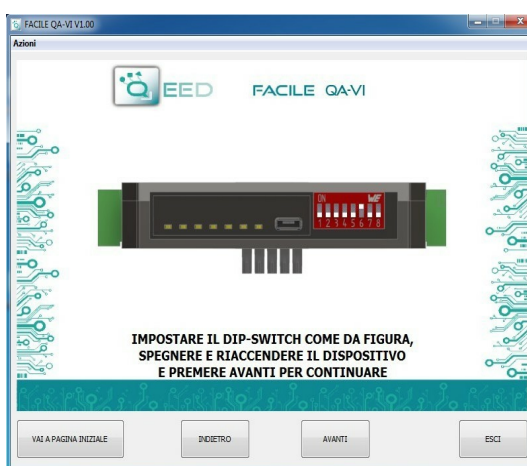 FACILE QA-VI V1.00
Azioni
QEED FACILE QA-VI
ON
1 2 3 4 5 6 7 8
IMPOSTARE IL DIP-SWITCH COME DA FIGURA,
SPEGNERE E RIACCENDERE IL DISPOSITIVO
E PREMERE AVANTI PER CONTINUARE
VAI A PAGINA INIZIALE
INDIETRO
AVANTI
ESCI